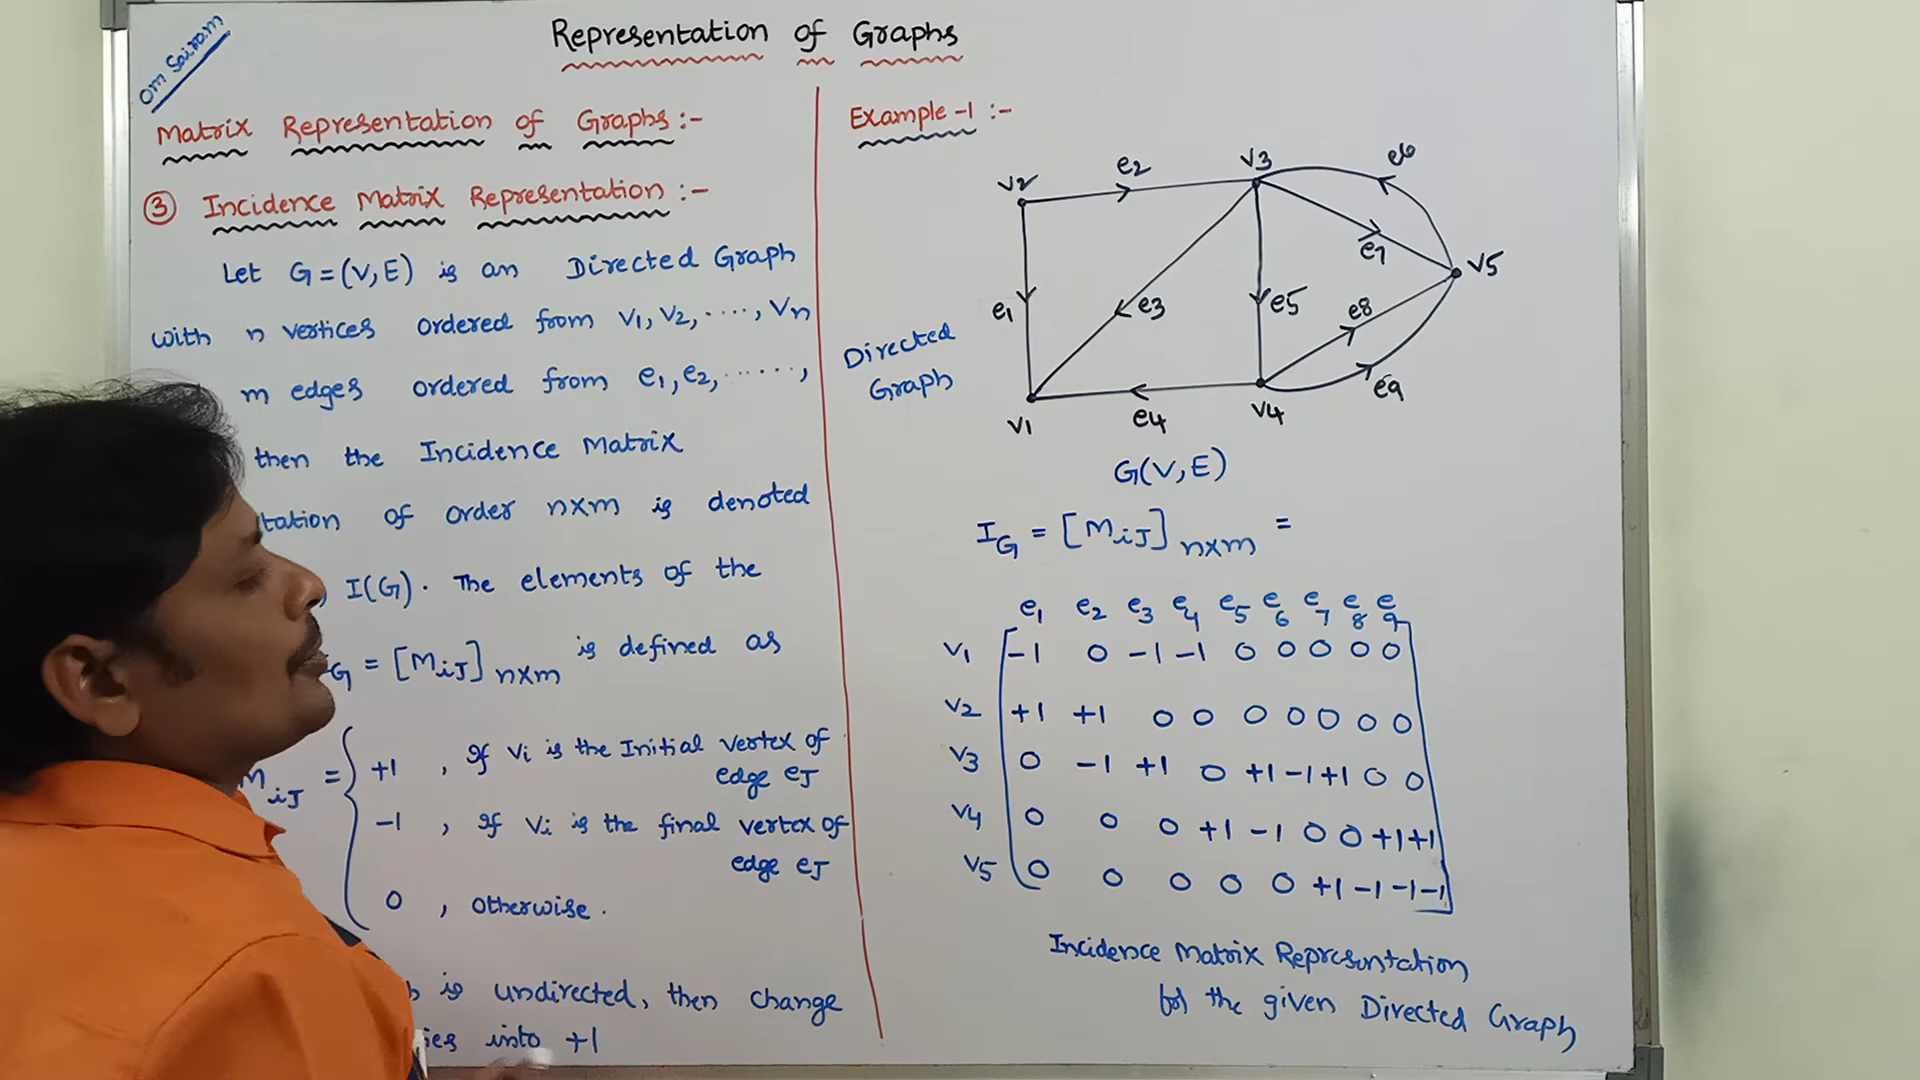 Om Sairam
Representation of Graphs
Matrix Representation of Graphs:-
③ Incidence Matrix Representation:-
Let G=(V,E) is an Directed Graph
with n vertices ordered from V1, V2, ....., Vn
m edges ordered from e1, e2, ......,
then the Incidence Matrix
tation of order nxm is denoted
I(G). The elements of the
G = [MiJ]nxm is defined as
MiJ =
+1 , If Vi is the Initial vertex of
edge eJ
-1 , If Vi is the final vertex of
edge eJ
0 , otherwise.
is undirected, then change
ies into +1
Example-1 :-
Directed
Graph
V2 e2 V3 e6
e7 V5
e1 e3 e5 e8
V1 e4 V4 e9
G(V,E)
IG = [MiJ]nxm =
e1 e2 e3 e4 e5 e6 e7 e8 e9
V1 -1 0 -1 -1 0 0 0 0 0
V2 +1 +1 0 0 0 0 0 0 0
V3 0 -1 +1 0 +1 -1 +1 0 0
V4 0 0 0 +1 -1 0 0 +1 +1
V5 0 0 0 0 0 +1 -1 -1 -1
Incidence Matrix Representation
for the given Directed Graph